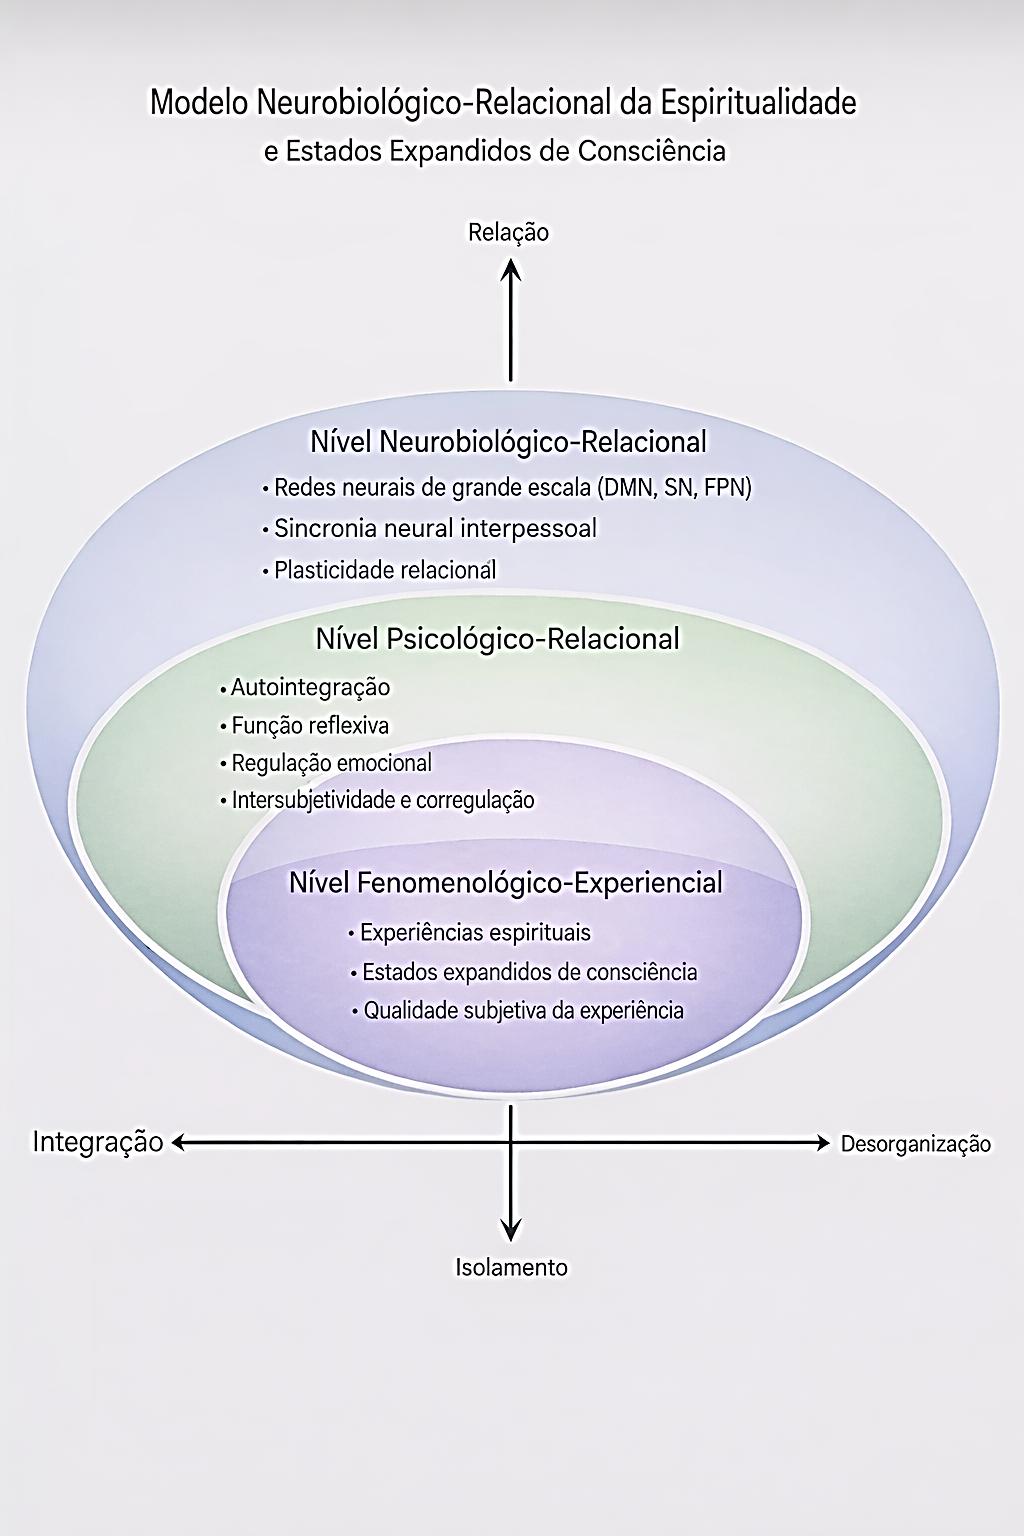 Modelo Neurobiológico-Relacional da Espiritualidade
e Estados Expandidos de Consciência
Relação
Nível Neurobiológico-Relacional
• Redes neurais de grande escala (DMN, SN, FPN)
• Sincronia neural interpessoal
• Plasticidade relacional
Nível Psicológico-Relacional
• Autointegração
• Função reflexiva
• Regulação emocional
• Intersubjetividade e corregulação
Nível Fenomenológico-Experiencial
• Experiências espirituais
• Estados expandidos de consciência
• Qualidade subjetiva da experiência
Integração
Desorganização
Isolamento